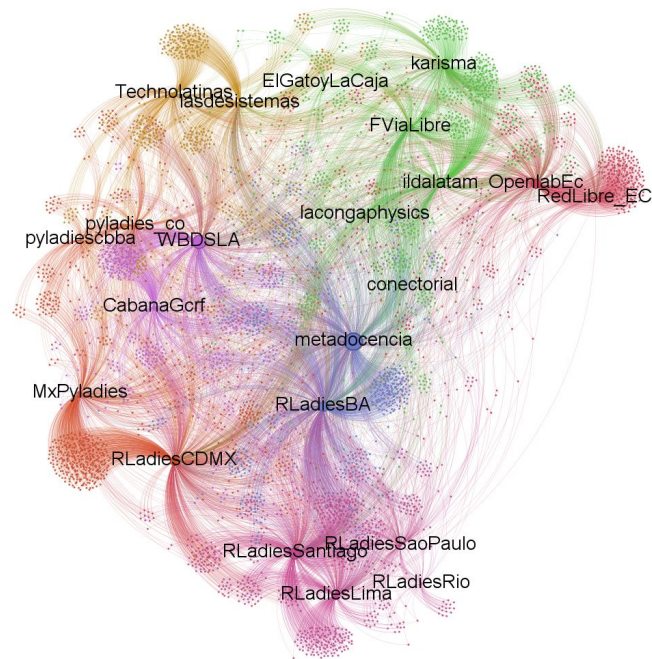 karisma
ElGatoyLaCaja
Technolatinas
lasdesistemas
FViaLibre
ildalatam
OpenlabEc
RedLibre_EC
lacongaphysics
pyladies_co
pyladiescbba
WBDSLA
conectorial
CabanaGcrf
metadocencia
MxPyladies
RLadiesBA
RLadiesCDMX
RLadiesSaoPaulo
RLadiesSantiago
RLadiesRio
RLadiesLima